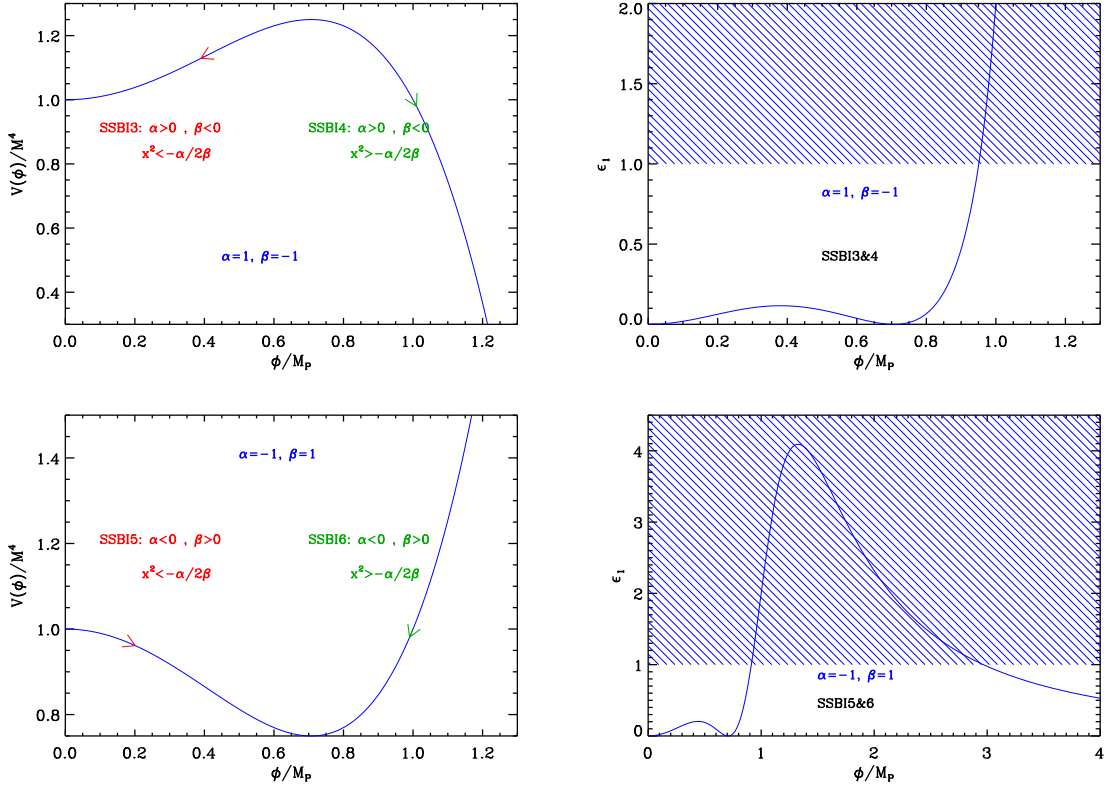 V(ϕ)/M⁴
1.2
1.0
0.8
0.6
0.4
SSBI3: α>0 , β<0
x²<−α/2β
SSBI4: α>0 , β<0
x²>−α/2β
α=1, β=−1
0.0 0.2 0.4 0.6 0.8 1.0 1.2
ϕ/M_P
ϵ₁
2.0
1.5
1.0
0.5
0.0
α=1, β=−1
SSBI3&4
0.0 0.2 0.4 0.6 0.8 1.0 1.2
ϕ/M_P
V(ϕ)/M⁴
1.4
1.2
1.0
0.8
α=−1, β=1
SSBI5: α<0 , β>0
x²<−α/2β
SSBI6: α<0 , β>0
x²>−α/2β
0.0 0.2 0.4 0.6 0.8 1.0 1.2
ϕ/M_P
ϵ₁
4
3
2
1
0
α=−1, β=1
SSBI5&6
0 1 2 3 4
ϕ/M_P